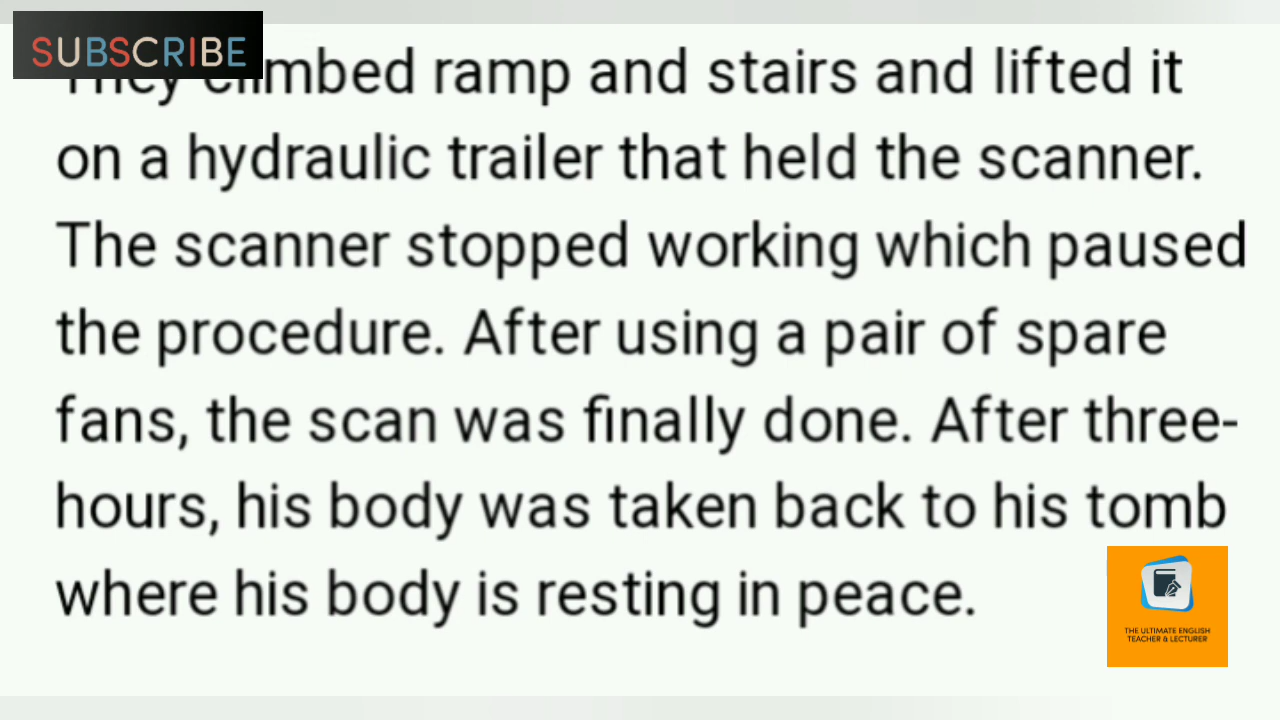 SUBSCRIBE
They climbed ramp and stairs and lifted it
on a hydraulic trailer that held the scanner.
The scanner stopped working which paused
the procedure. After using a pair of spare
fans, the scan was finally done. After three-
hours, his body was taken back to his tomb
where his body is resting in peace.
THE ULTIMATE ENGLISH
TEACHER & LECTURER